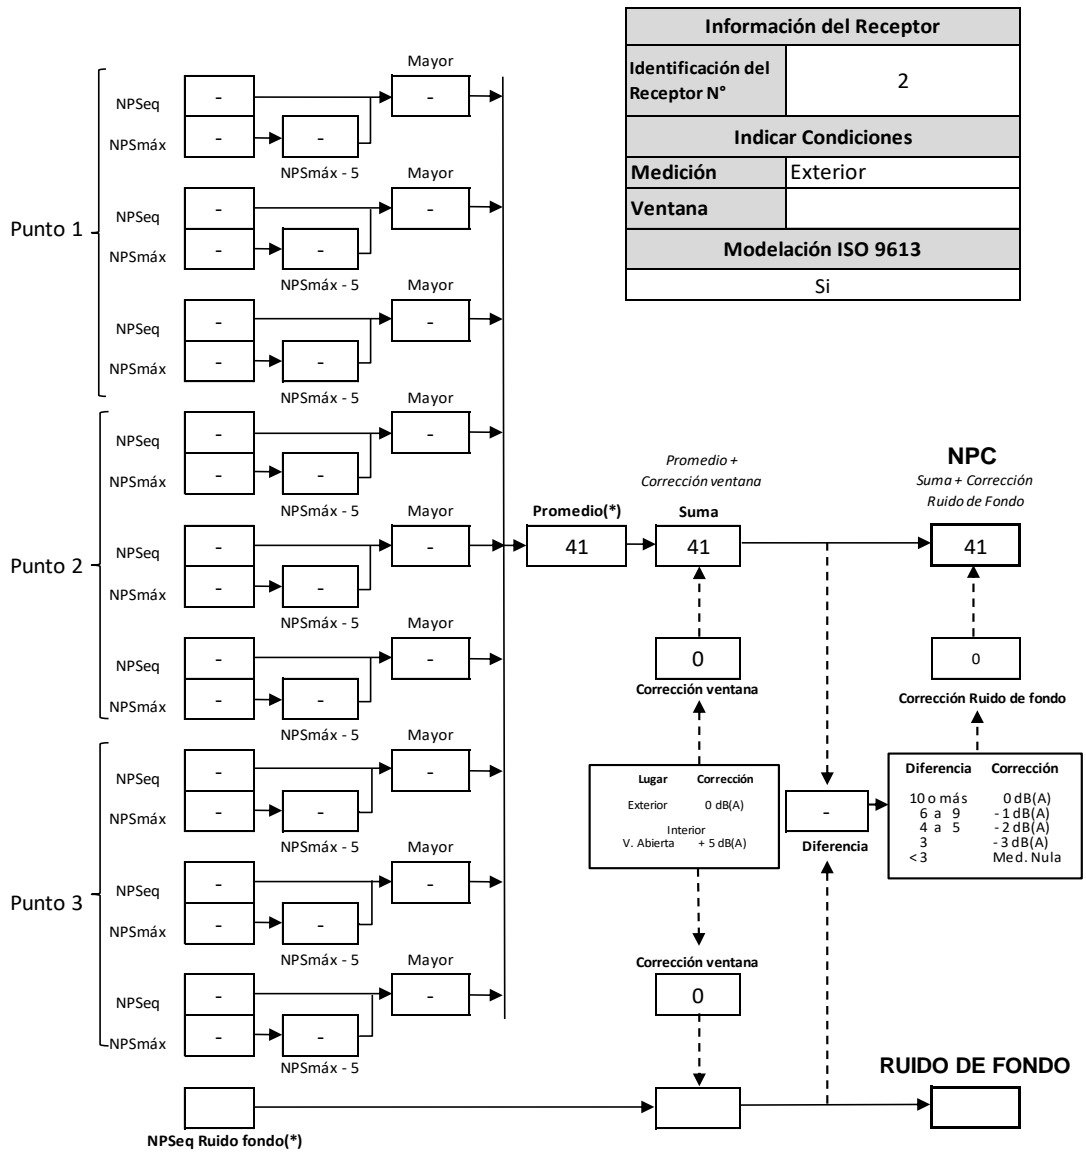 Información del Receptor
Identificación del Receptor N° 2
Indicar Condiciones
Medición Exterior
Ventana
Modelación ISO 9613
Si
Punto 1
Mayor
NPSeq - -
NPSmáx - -
NPSmáx - 5
Mayor
NPSeq - -
NPSmáx - -
NPSmáx - 5
Mayor
NPSeq - -
NPSmáx - -
NPSmáx - 5
Punto 2
Mayor
NPSeq - -
NPSmáx - -
NPSmáx - 5
Mayor
NPSeq - -
NPSmáx - -
NPSmáx - 5
Mayor
NPSeq - -
NPSmáx - -
NPSmáx - 5
Punto 3
Mayor
NPSeq - -
NPSmáx - -
NPSmáx - 5
Mayor
NPSeq - -
NPSmáx - -
NPSmáx - 5
Mayor
NPSeq - -
NPSmáx - -
NPSmáx - 5
NPSeq Ruido fondo(*)
Promedio(*)
41
Promedio +
Corrección ventana
Suma
41
0
Corrección ventana
Lugar Corrección
Exterior 0 dB(A)
Interior
V. Abierta + 5 dB(A)
Corrección ventana
0
-
Diferencia
NPC
Suma + Corrección
Ruido de Fondo
41
0
Corrección Ruido de fondo
Diferencia Corrección
10 o más 0 dB(A)
6 a 9 - 1 dB(A)
4 a 5 - 2 dB(A)
3 - 3 dB(A)
< 3 Med. Nula
RUIDO DE FONDO